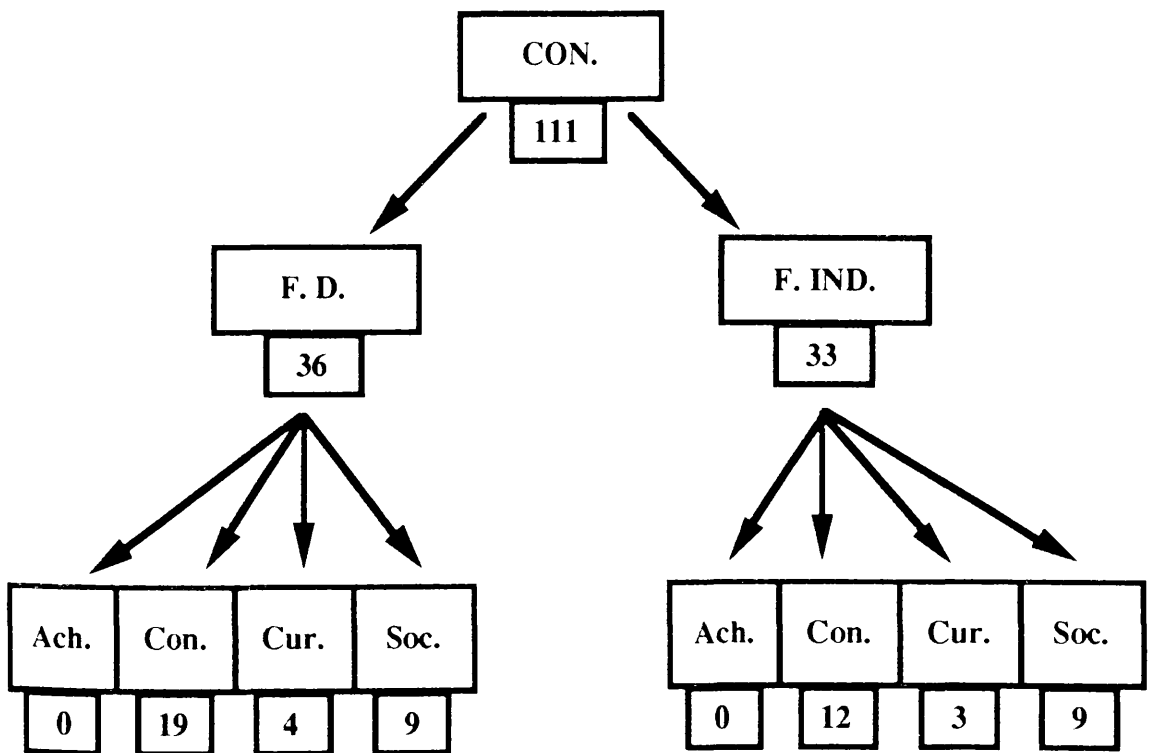 CON.
111
F. D.
F. IND.
36
33
Ach. Con. Cur. Soc.
Ach. Con. Cur. Soc.
0 19 4 9
0 12 3 9